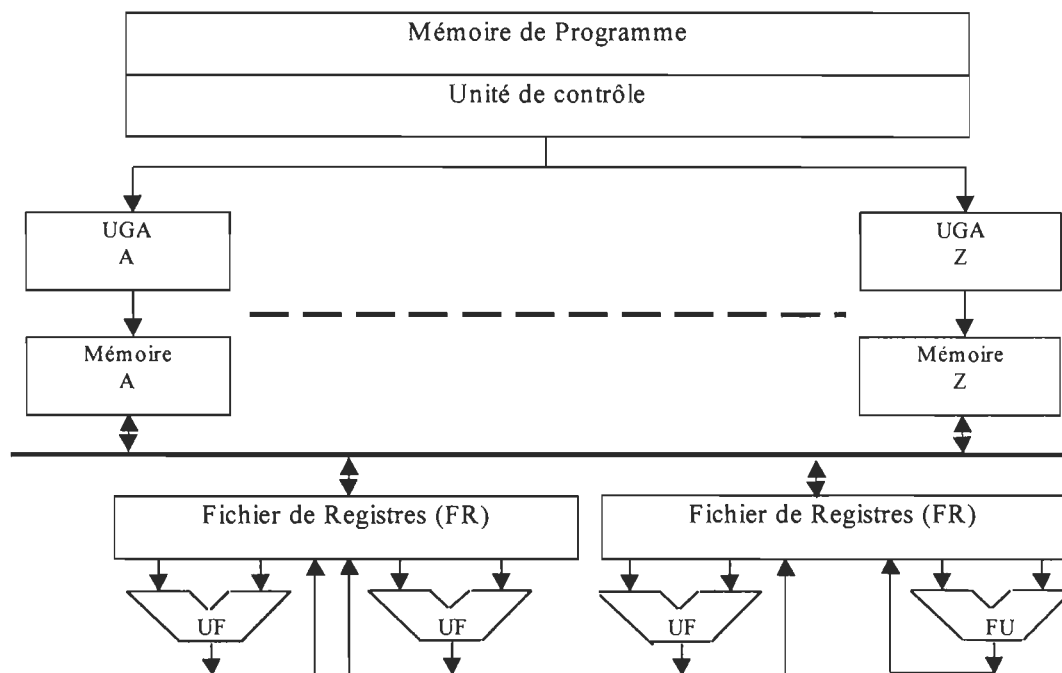 Mémoire de Programme
Unité de contrôle
UGA
A
UGA
Z
Mémoire
A
Mémoire
Z
Fichier de Registres (FR)
Fichier de Registres (FR)
UF
UF
UF
FU